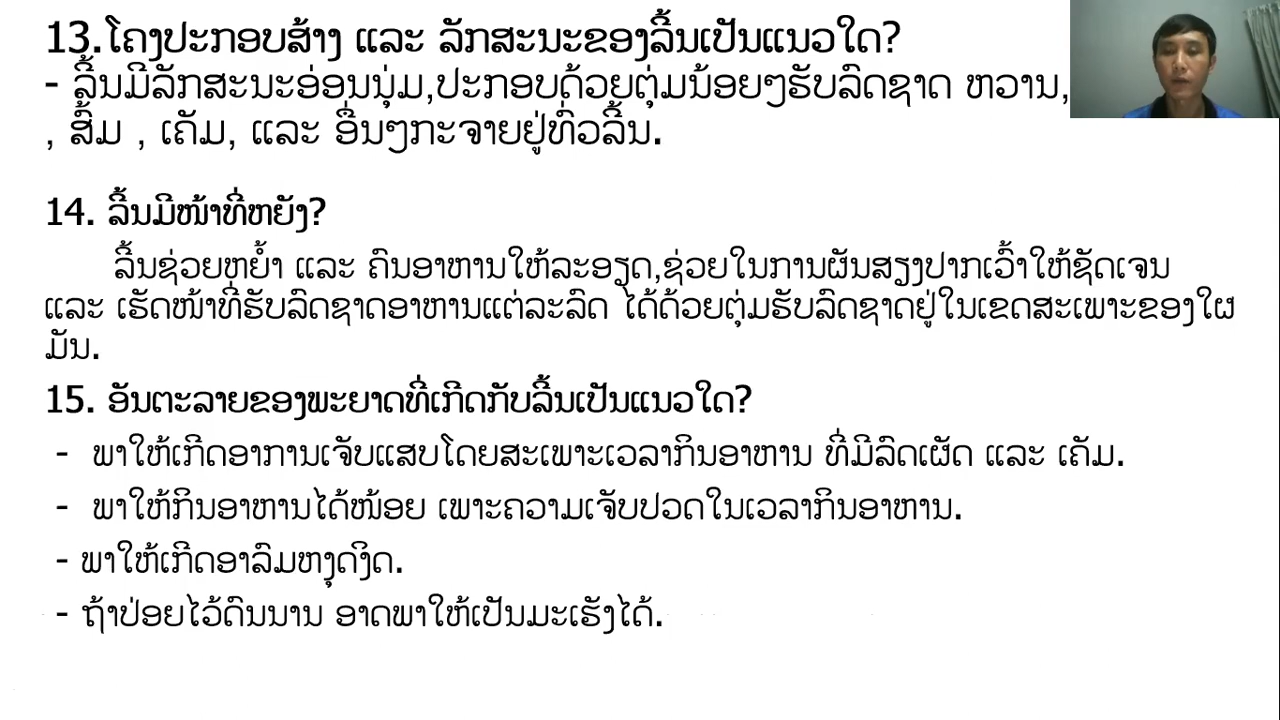 13.ໂຄງປະກອບສ້າງ ແລະ ລັກສະນະຂອງລີ້ນເປັນແນວໃດ?
- ລີ້ນມີລັກສະນະອ່ອນນຸ່ມ,ປະກອບດ້ວຍຕຸ່ມນ້ອຍໆຮັບລົດຊາດ ຫວານ,
, ສົ້ມ , ເຄັມ, ແລະ ອື່ນໆກະຈາຍຢູ່ທົ່ວລີ້ນ.
14. ລີ້ນມີໜ້າທີ່ຫຍັງ?
ລີ້ນຊ່ວຍຫຍ້ຳ ແລະ ຄົນອາຫານໃຫ້ລະອຽດ,ຊ່ວຍໃນການຜັນສຽງປາກເວົ້າໃຫ້ຊັດເຈນ
ແລະ ເຮັດໜ້າທີ່ຮັບລົດຊາດອາຫານແຕ່ລະລົດ ໄດ້ດ້ວຍຕຸ່ມຮັບລົດຊາດຢູ່ໃນເຂດສະເພາະຂອງໃຜ
ມັນ.
15. ອັນຕະລາຍຂອງພະຍາດທີ່ເກີດກັບລີ້ນເປັນແນວໃດ?
- ພາໃຫ້ເກີດອາການເຈັບແສບໂດຍສະເພາະເວລາກິນອາຫານ ທີ່ມີລົດເຜັດ ແລະ ເຄັມ.
- ພາໃຫ້ກິນອາຫານໄດ້ໜ້ອຍ ເພາະຄວາມເຈັບປວດໃນເວລາກິນອາຫານ.
- ພາໃຫ້ເກີດອາລົມຫງຸດງິດ.
- ຖ້າປ່ອຍໄວ້ດົນນານ ອາດພາໃຫ້ເປັນມະເຮັງໄດ້.